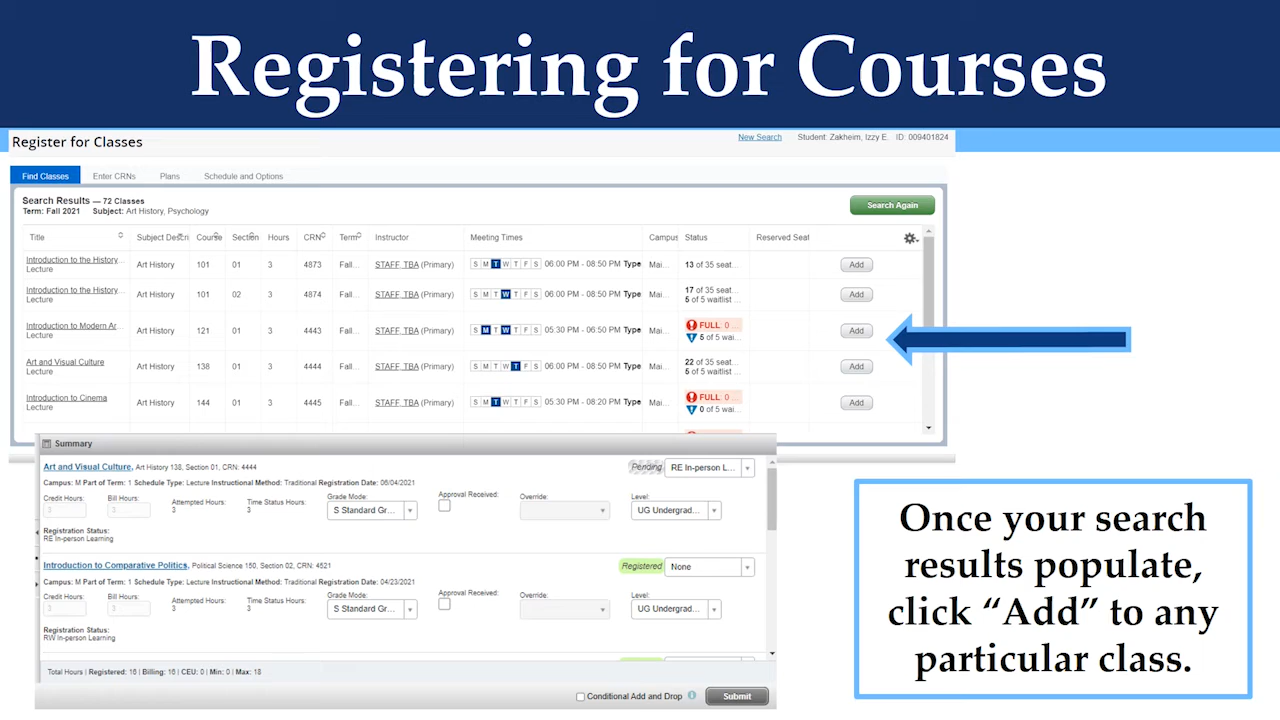 Registering for Courses
Register for Classes
New Search Student: Zakheim, Izzy E. ID: 009401824
Find Classes Enter CRNs Plans Schedule and Options
Search Results — 72 Classes
Term: Fall 2021 Subject: Art History, Psychology
Search Again
Title Subject Descri Course Section Hours CRN Term Instructor Meeting Times Campus Status Reserved Seat
Introduction to the History...
Lecture
Art History 101 01 3 4873 Fall... STAFF, TBA (Primary) S M T W T F S 06:00 PM - 08:50 PM Type Mai... 13 of 35 seat... Add
Introduction to the History...
Lecture
Art History 101 02 3 4874 Fall... STAFF, TBA (Primary) S M T W T F S 06:00 PM - 08:50 PM Type Mai... 17 of 35 seat... Add
5 of 5 waitlist ...
Introduction to Modern Ar...
Lecture
Art History 121 01 3 4443 Fall... STAFF, TBA (Primary) S M T W T F S 05:30 PM - 06:50 PM Type Mai... FULL: 0 ... Add
5 of 5 wai...
Art and Visual Culture
Lecture
Art History 138 01 3 4444 Fall... STAFF, TBA (Primary) S M T W T F S 06:00 PM - 08:50 PM Type Mai... 22 of 35 seat... Add
5 of 5 waitlist ...
Introduction to Cinema
Lecture
Art History 144 01 3 4445 Fall... STAFF, TBA (Primary) S M T W T F S 05:30 PM - 08:20 PM Type Mai... FULL: 0 ... Add
0 of 5 wai...
Summary
Art and Visual Culture, Art History 138, Section 01, CRN: 4444 Pending RE In-person L...
Campus: M Part of Term: 1 Schedule Type: Lecture Instructional Method: Traditional Registration Date: 06/04/2021
Credit Hours: Bill Hours: Attempted Hours: Time Status Hours: Grade Mode: Approval Received: Override: Level:
3 3 3 3 S Standard Gr... UG Undergrad...
Registration Status:
RE In-person Learning
Introduction to Comparative Politics, Political Science 150, Section 02, CRN: 4521 Registered None
Campus: M Part of Term: 1 Schedule Type: Lecture Instructional Method: Traditional Registration Date: 04/23/2021
Credit Hours: Bill Hours: Attempted Hours: Time Status Hours: Grade Mode: Approval Received: Override: Level:
3 3 3 3 S Standard Gr... UG Undergrad...
Registration Status:
RW In-person Learning
Total Hours | Registered: 16 | Billing: 16 | CEU: 0 | Min: 0 | Max: 18
Conditional Add and Drop Submit
Once your search
results populate,
click “Add” to any
particular class.